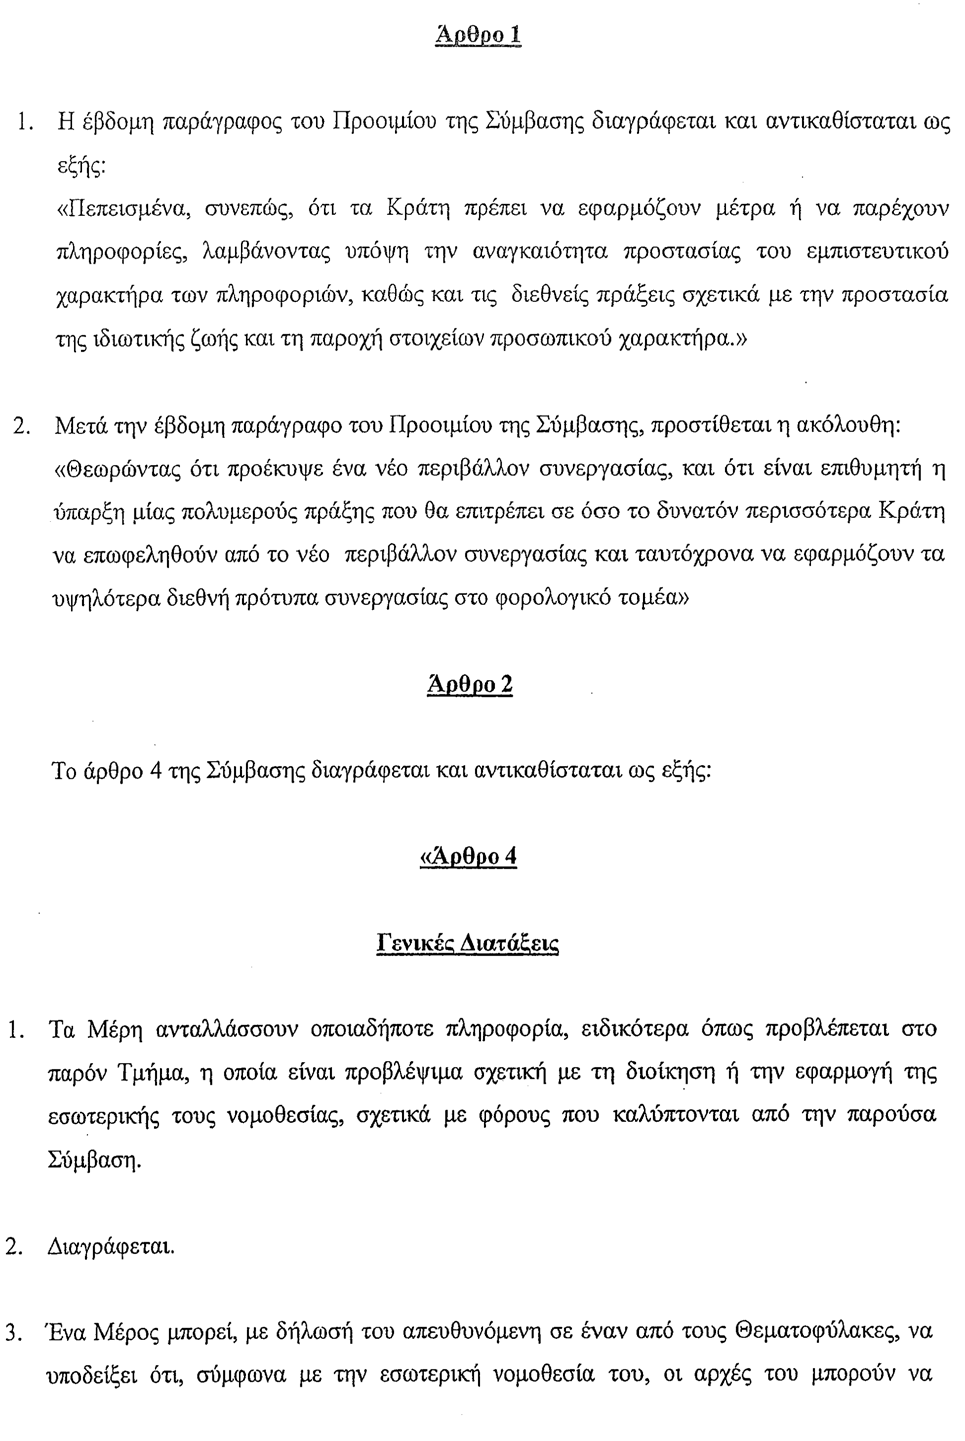 Άρθρο 1
1. Η έβδομη παράγραφος του Προοιμίου της Σύμβασης διαγράφεται και αντικαθίσταται ως
εξής:
«Πεπεισμένα, συνεπώς, ότι τα Κράτη πρέπει να εφαρμόζουν μέτρα ή να παρέχουν
πληροφορίες, λαμβάνοντας υπόψη την αναγκαιότητα προστασίας του εμπιστευτικού
χαρακτήρα των πληροφοριών, καθώς και τις διεθνείς πράξεις σχετικά με την προστασία
της ιδιωτικής ζωής και τη παροχή στοιχείων προσωπικού χαρακτήρα.»
2. Μετά την έβδομη παράγραφο του Προοιμίου της Σύμβασης, προστίθεται η ακόλουθη:
«Θεωρώντας ότι προέκυψε ένα νέο περιβάλλον συνεργασίας, και ότι είναι επιθυμητή η
ύπαρξη μίας πολυμερούς πράξης που θα επιτρέπει σε όσο το δυνατόν περισσότερα Κράτη
να επωφεληθούν από το νέο περιβάλλον συνεργασίας και ταυτόχρονα να εφαρμόζουν τα
υψηλότερα διεθνή πρότυπα συνεργασίας στο φορολογικό τομέα»
Άρθρο 2
Το άρθρο 4 της Σύμβασης διαγράφεται και αντικαθίσταται ως εξής:
«Άρθρο 4
Γενικές Διατάξεις
1. Τα Μέρη ανταλλάσσουν οποιαδήποτε πληροφορία, ειδικότερα όπως προβλέπεται στο
παρόν Τμήμα, η οποία είναι προβλέψιμα σχετική με τη διοίκηση ή την εφαρμογή της
εσωτερικής τους νομοθεσίας, σχετικά με φόρους που καλύπτονται από την παρούσα
Σύμβαση.
2. Διαγράφεται.
3. Ένα Μέρος μπορεί, με δήλωσή του απευθυνόμενη σε έναν από τους Θεματοφύλακες, να
υποδείξει ότι, σύμφωνα με την εσωτερική νομοθεσία του, οι αρχές του μπορούν να